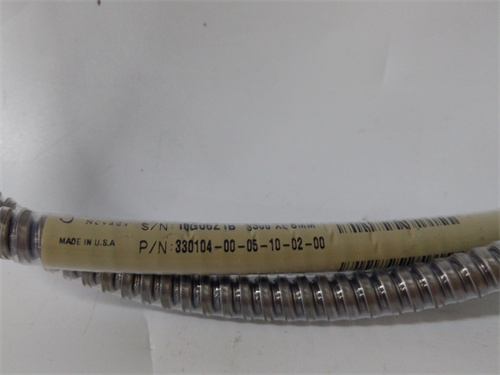 S/N: 3300 XL 8mm
MADE IN U.S.A P/N: 330104-00-05-10-02-00